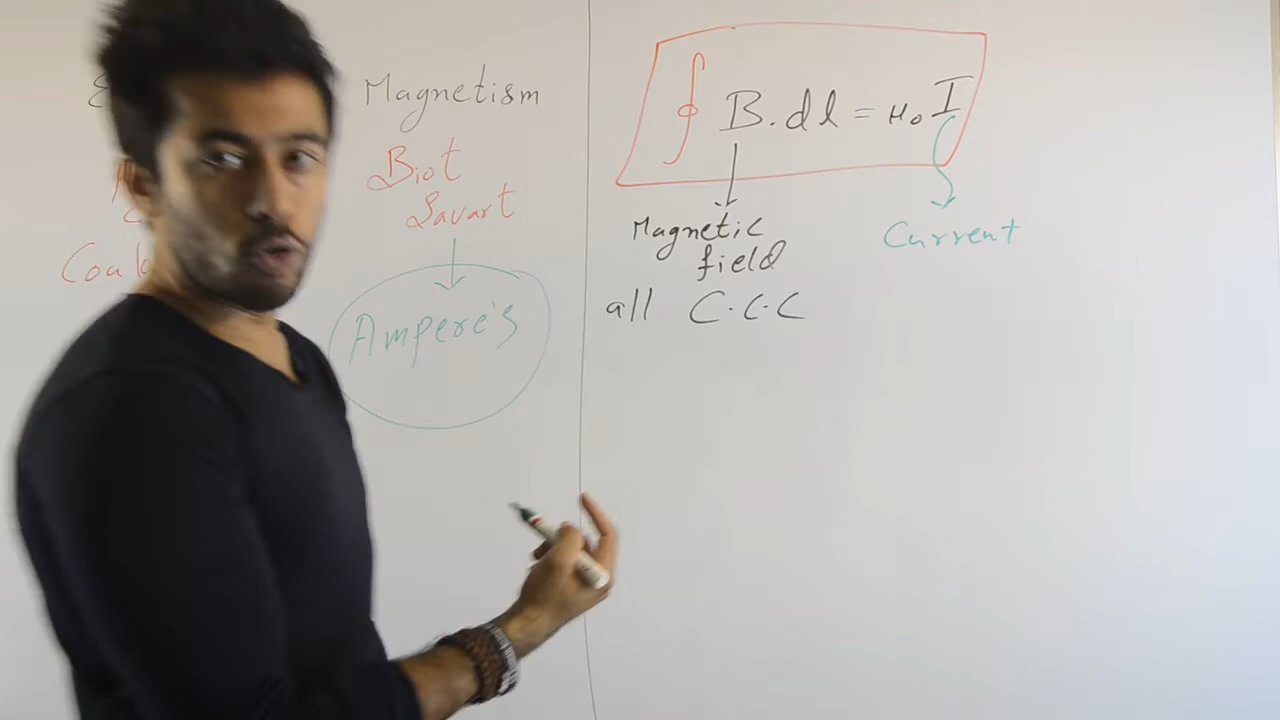 Magnetism
Biot
Savart
Ampere's
∮ B.dl = μ₀ I
Magnetic
field
Current
all C.C.C